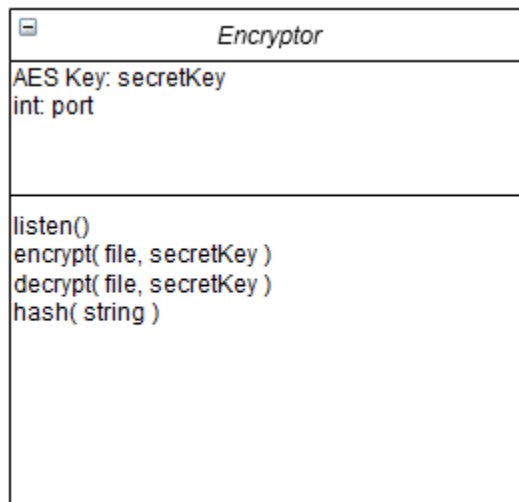 Encryptor
AES Key: secretKey
int: port
listen()
encrypt( file, secretKey )
decrypt( file, secretKey )
hash( string )